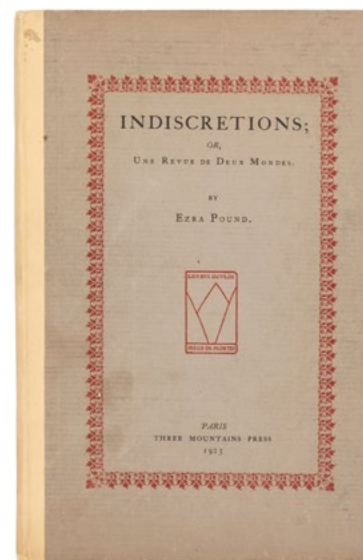 INDISCRETIONS;
OR,
UNE REVUE DE DEUX MONDES.
BY
EZRA POUND.
PARIS
THREE MOUNTAINS PRESS
1923